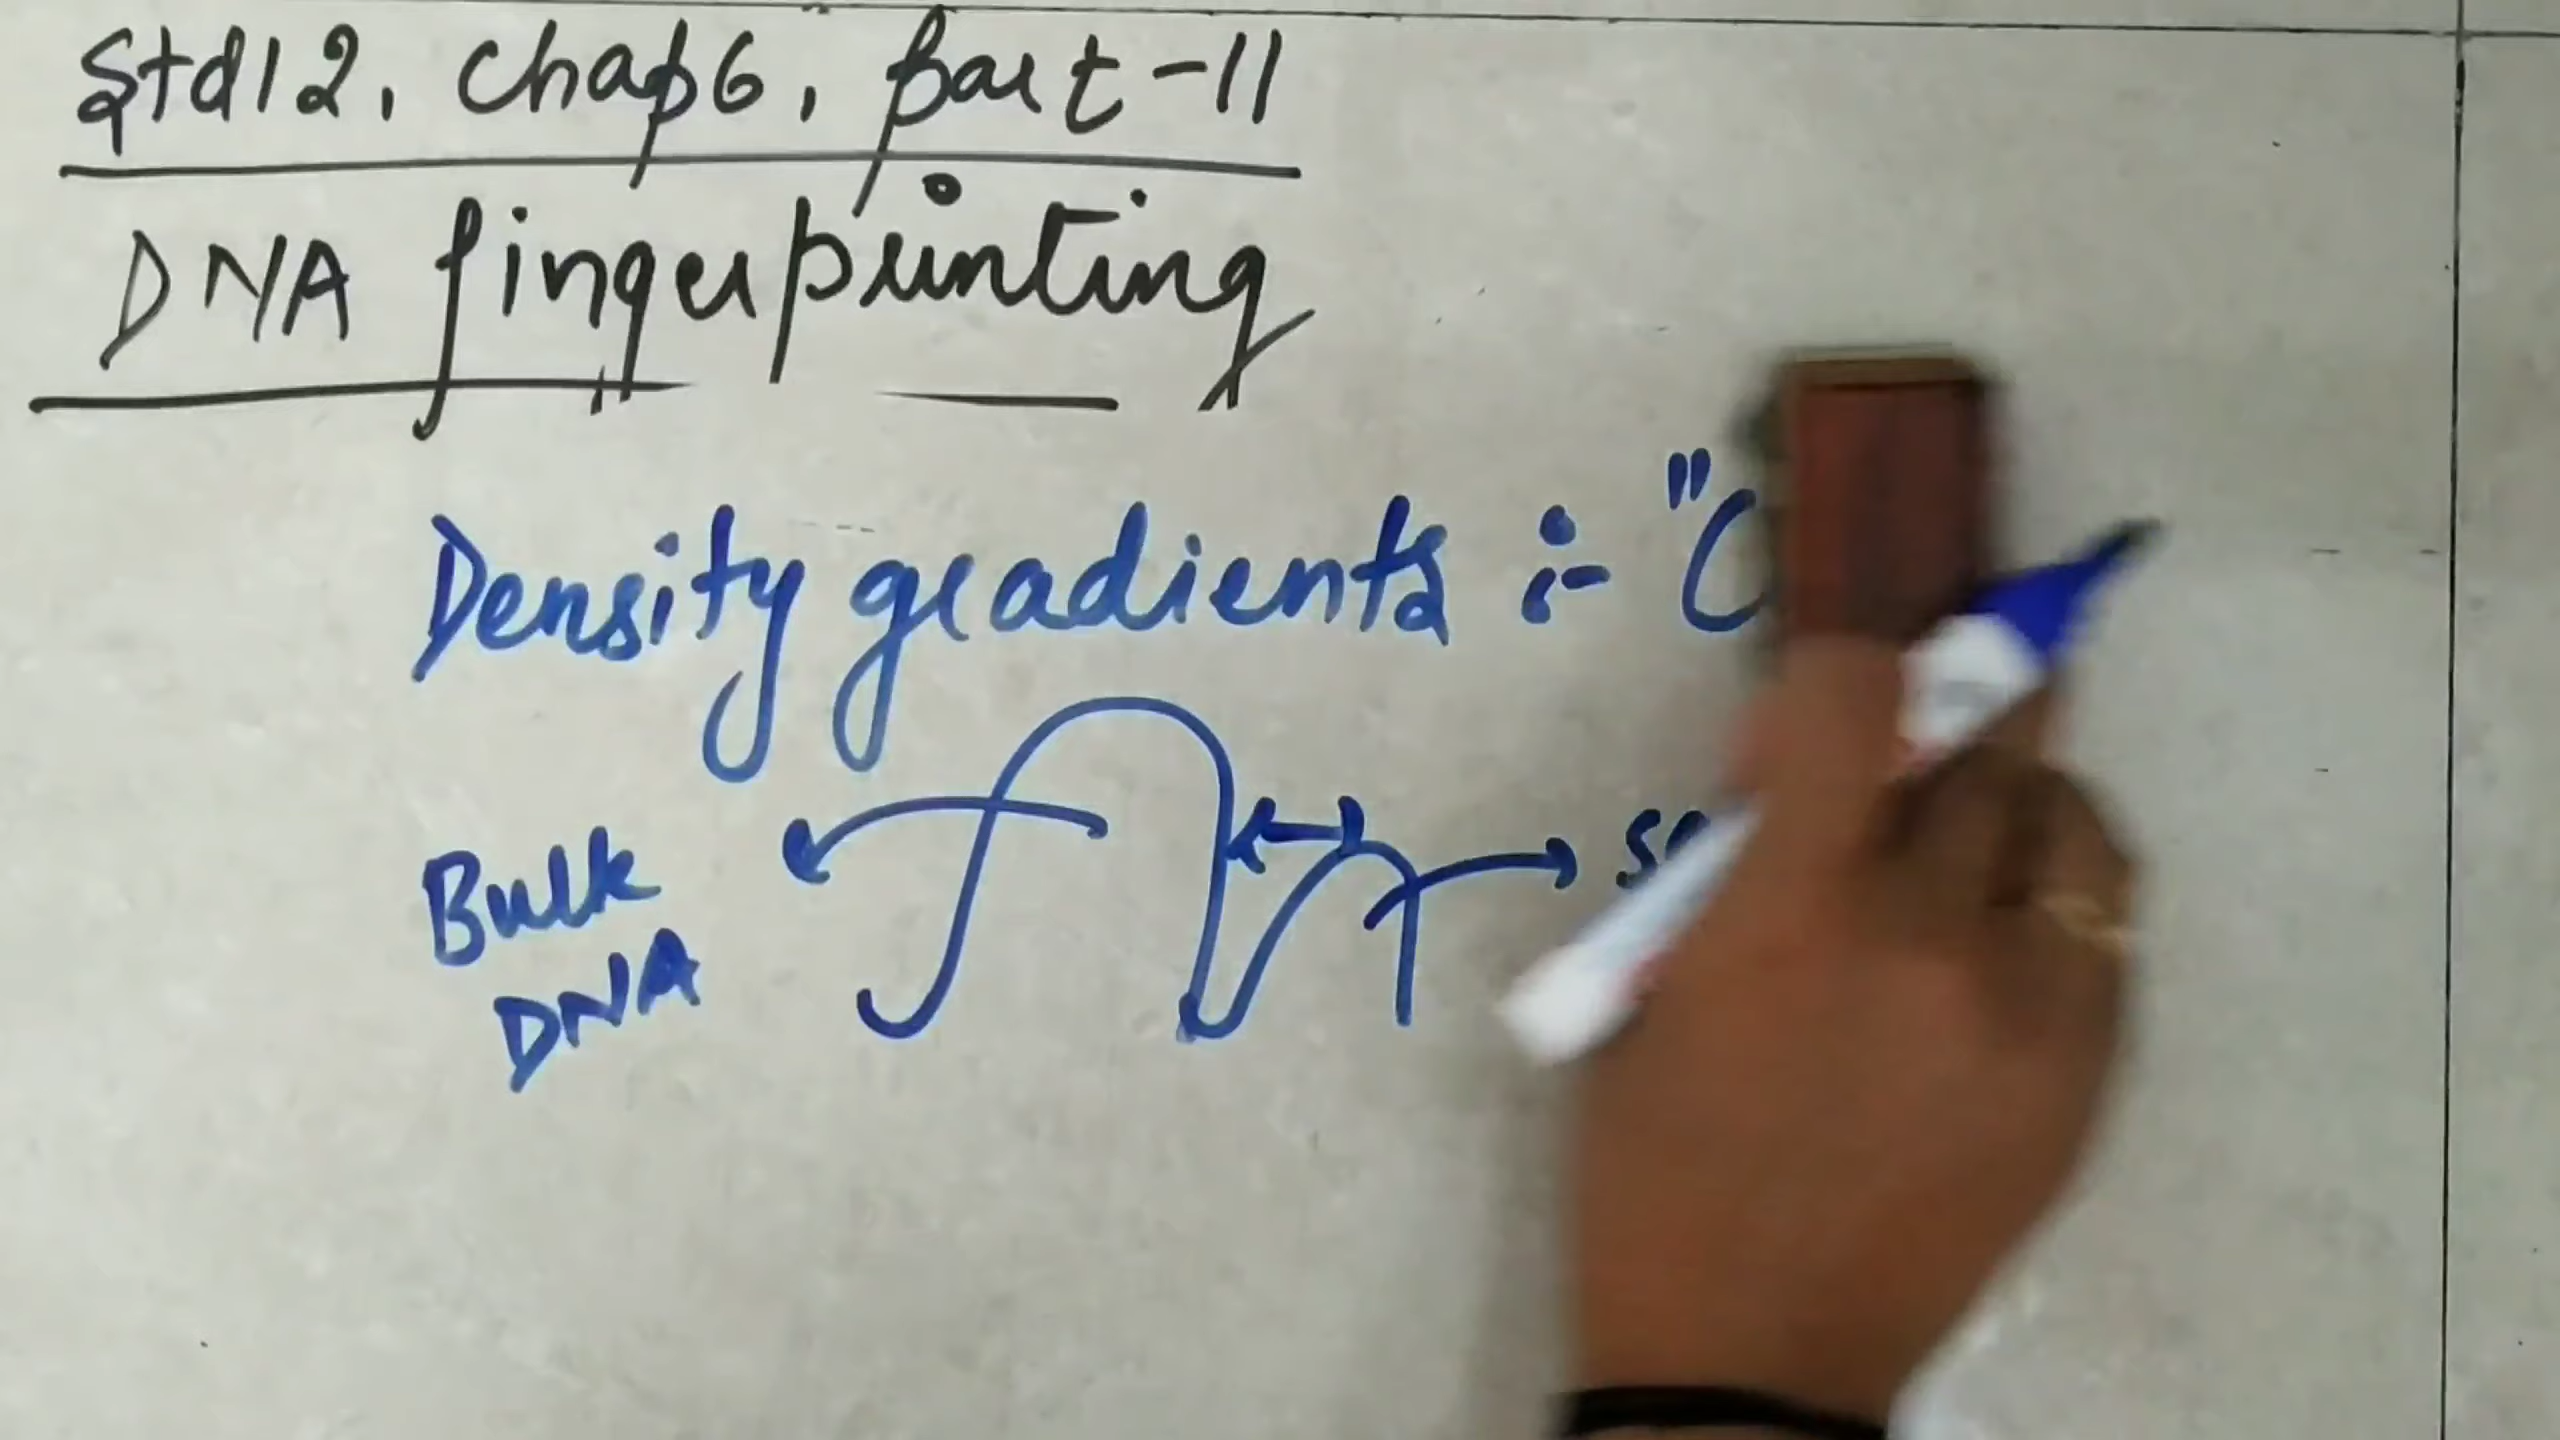 Std12, Chap6, Part-11
DNA fingerprinting
Density gradients :- "C
Bulk
DNA